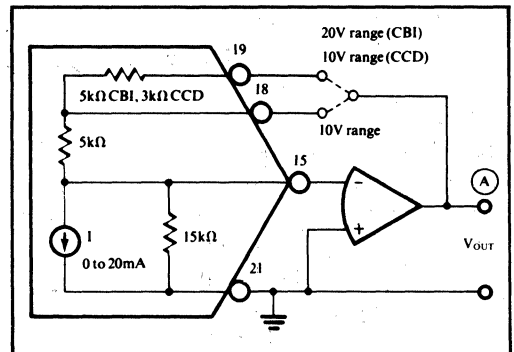 20V range (CBI)
10V range (CCD)
19
5kΩ CBI, 3kΩ CCD
18
10V range
5kΩ
15
A
−
+
I
0 to 20mA
15kΩ
VOUT
21